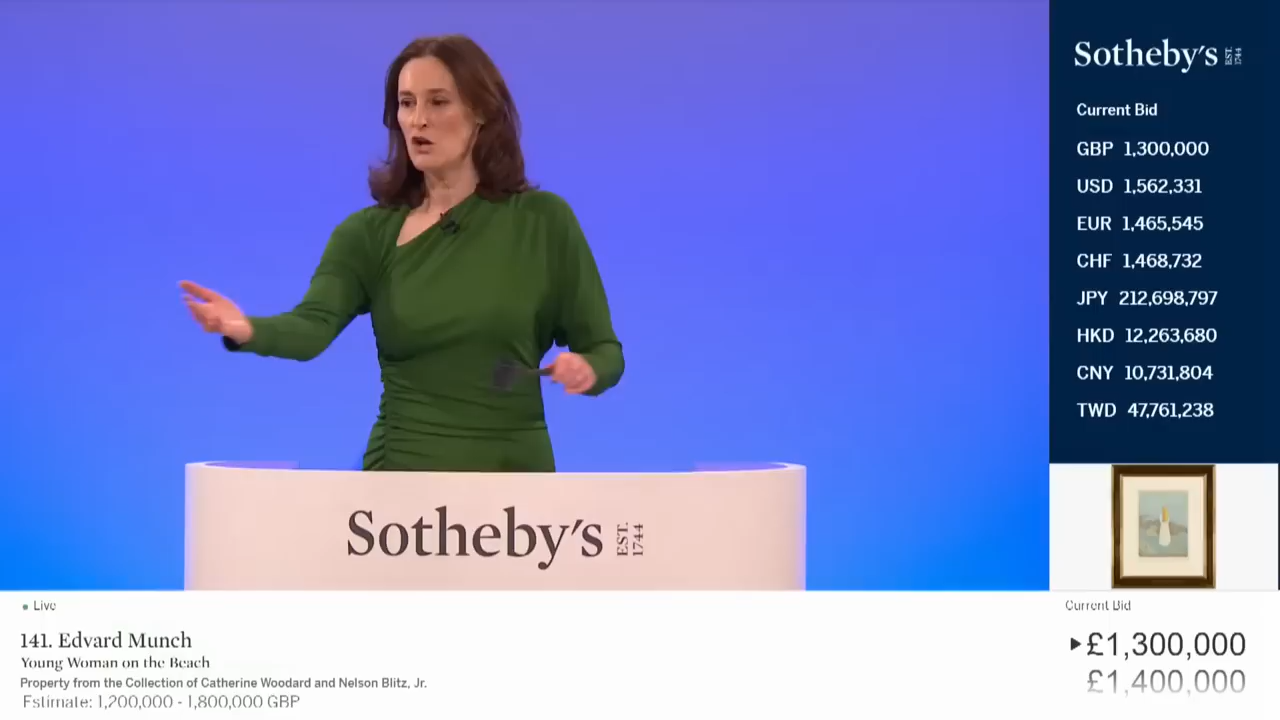 Sotheby's EST. 1744
Current Bid
GBP 1,300,000
USD 1,562,331
EUR 1,465,545
CHF 1,468,732
JPY 212,698,797
HKD 12,263,680
CNY 10,731,804
TWD 47,761,238
Sotheby's EST. 1744
Live
141. Edvard Munch
Young Woman on the Beach
Property from the Collection of Catherine Woodard and Nelson Blitz, Jr.
Estimate: 1,200,000 - 1,800,000 GBP
Current Bid
£1,300,000
£1,400,000